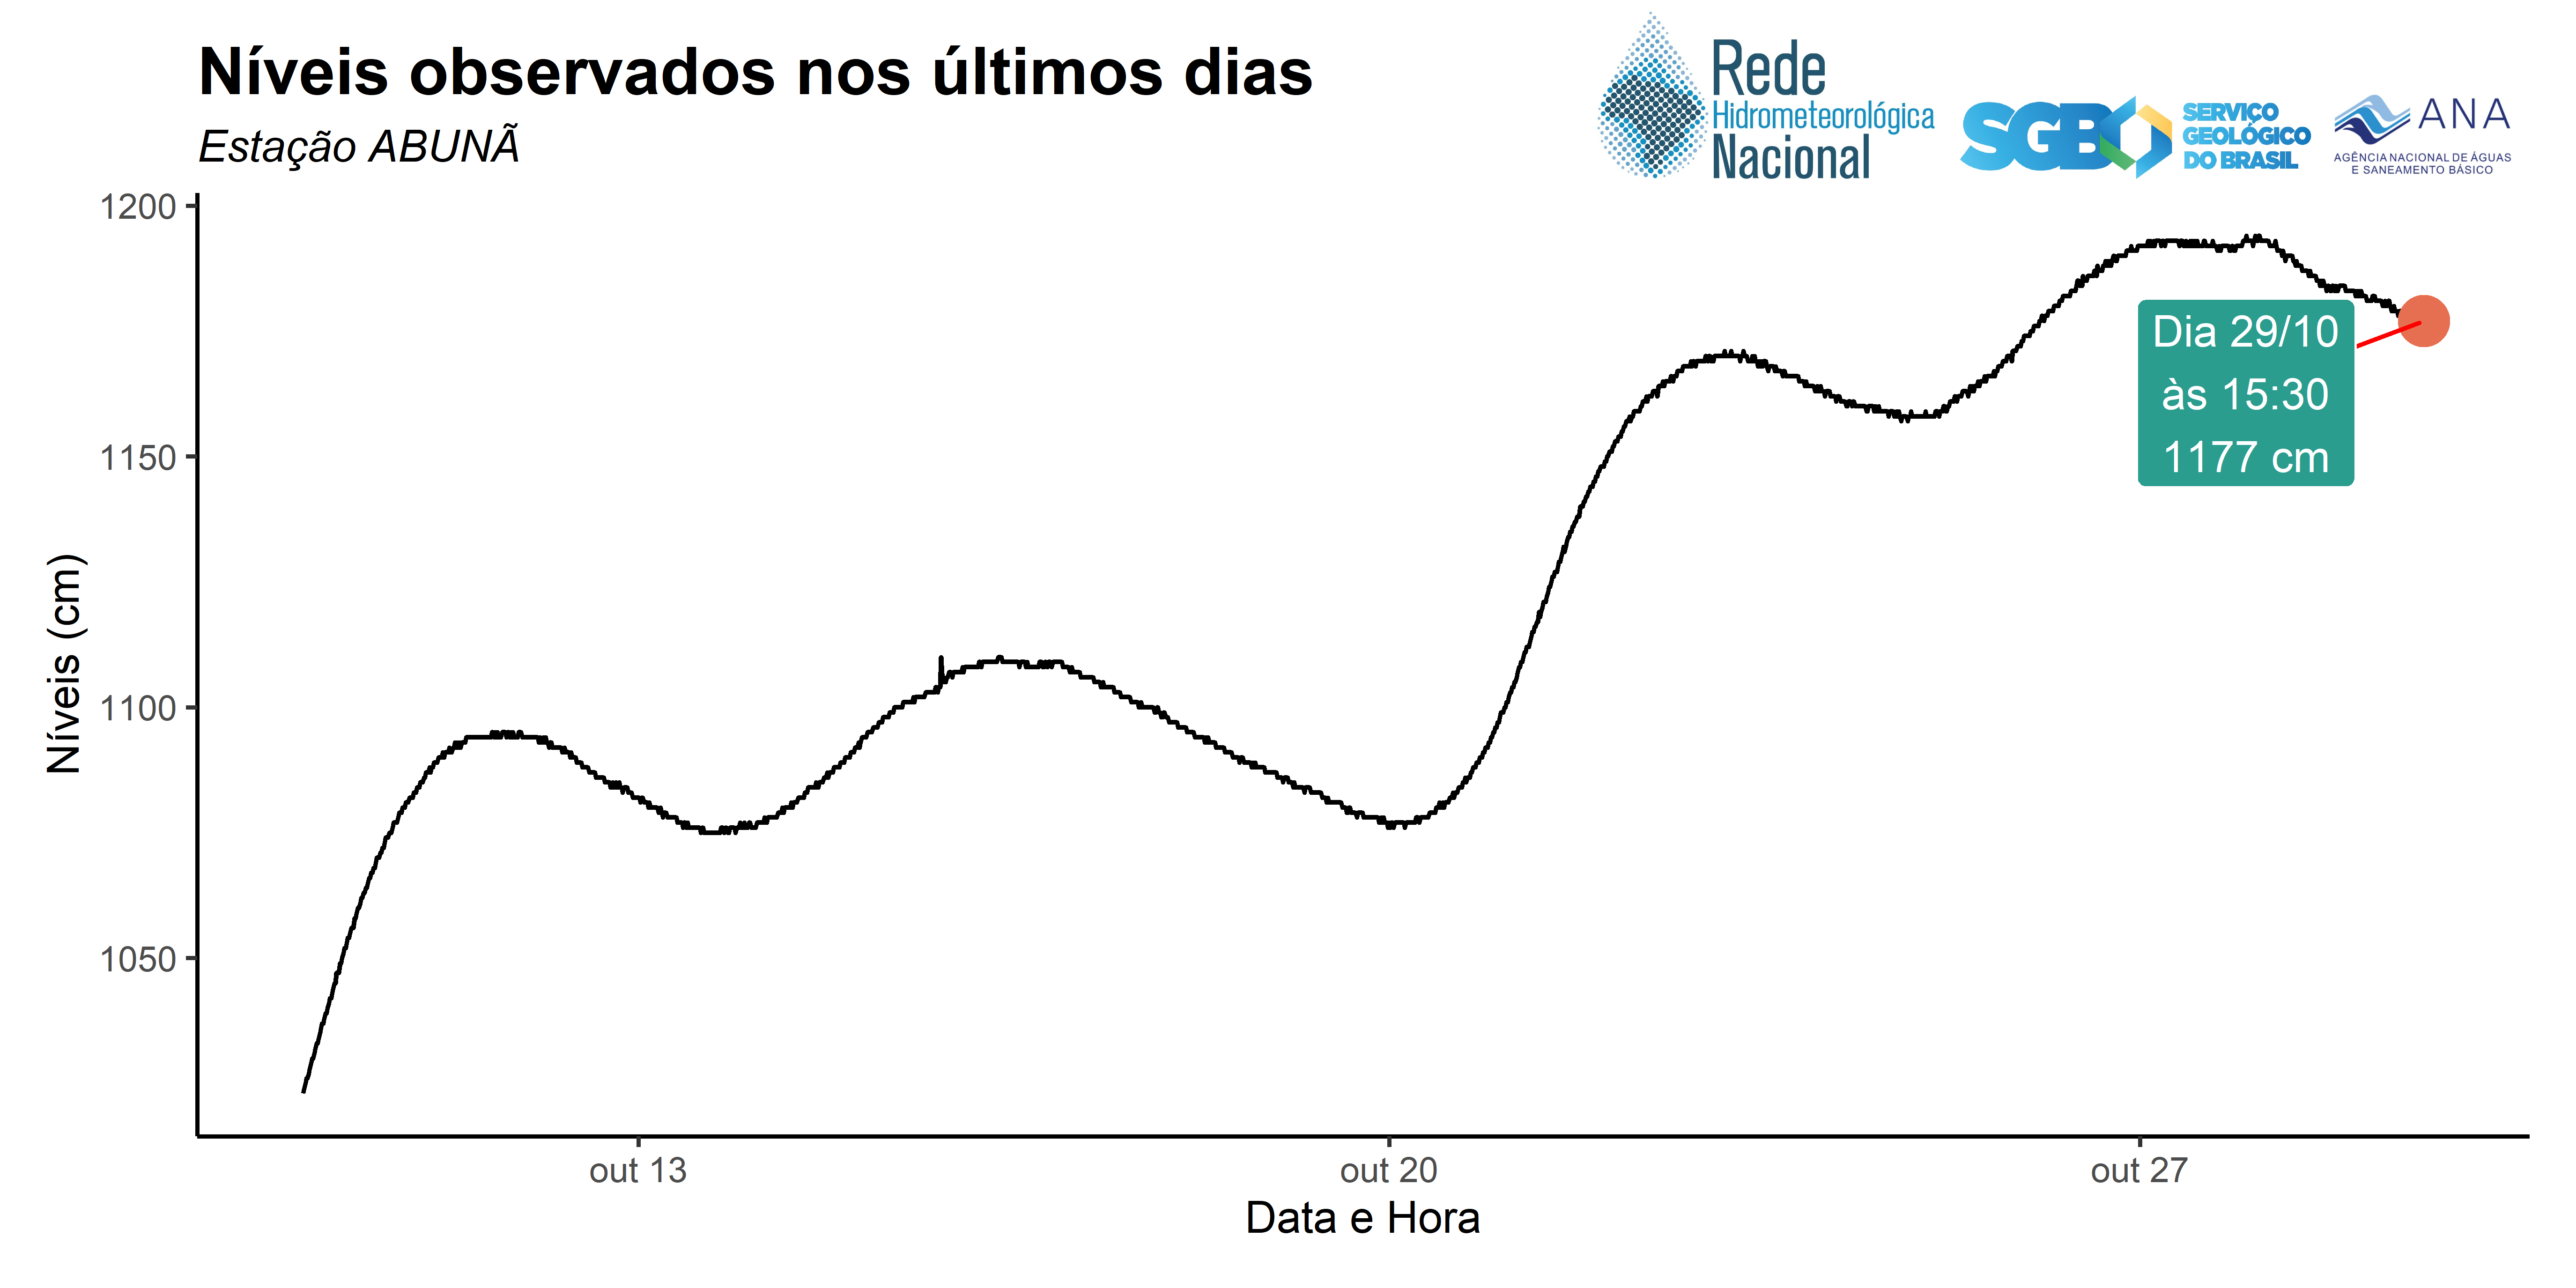 Níveis observados nos últimos dias
Estação ABUNÃ
Rede
Hidrometeorológica
Nacional
SGB
SERVIÇO
GEOLÓGICO
DO BRASIL
ANA
AGÊNCIA NACIONAL DE ÁGUAS
E SANEAMENTO BÁSICO
Níveis (cm)
1200
1150
1100
1050
Dia 29/10
às 15:30
1177 cm
out 13
out 20
out 27
Data e Hora